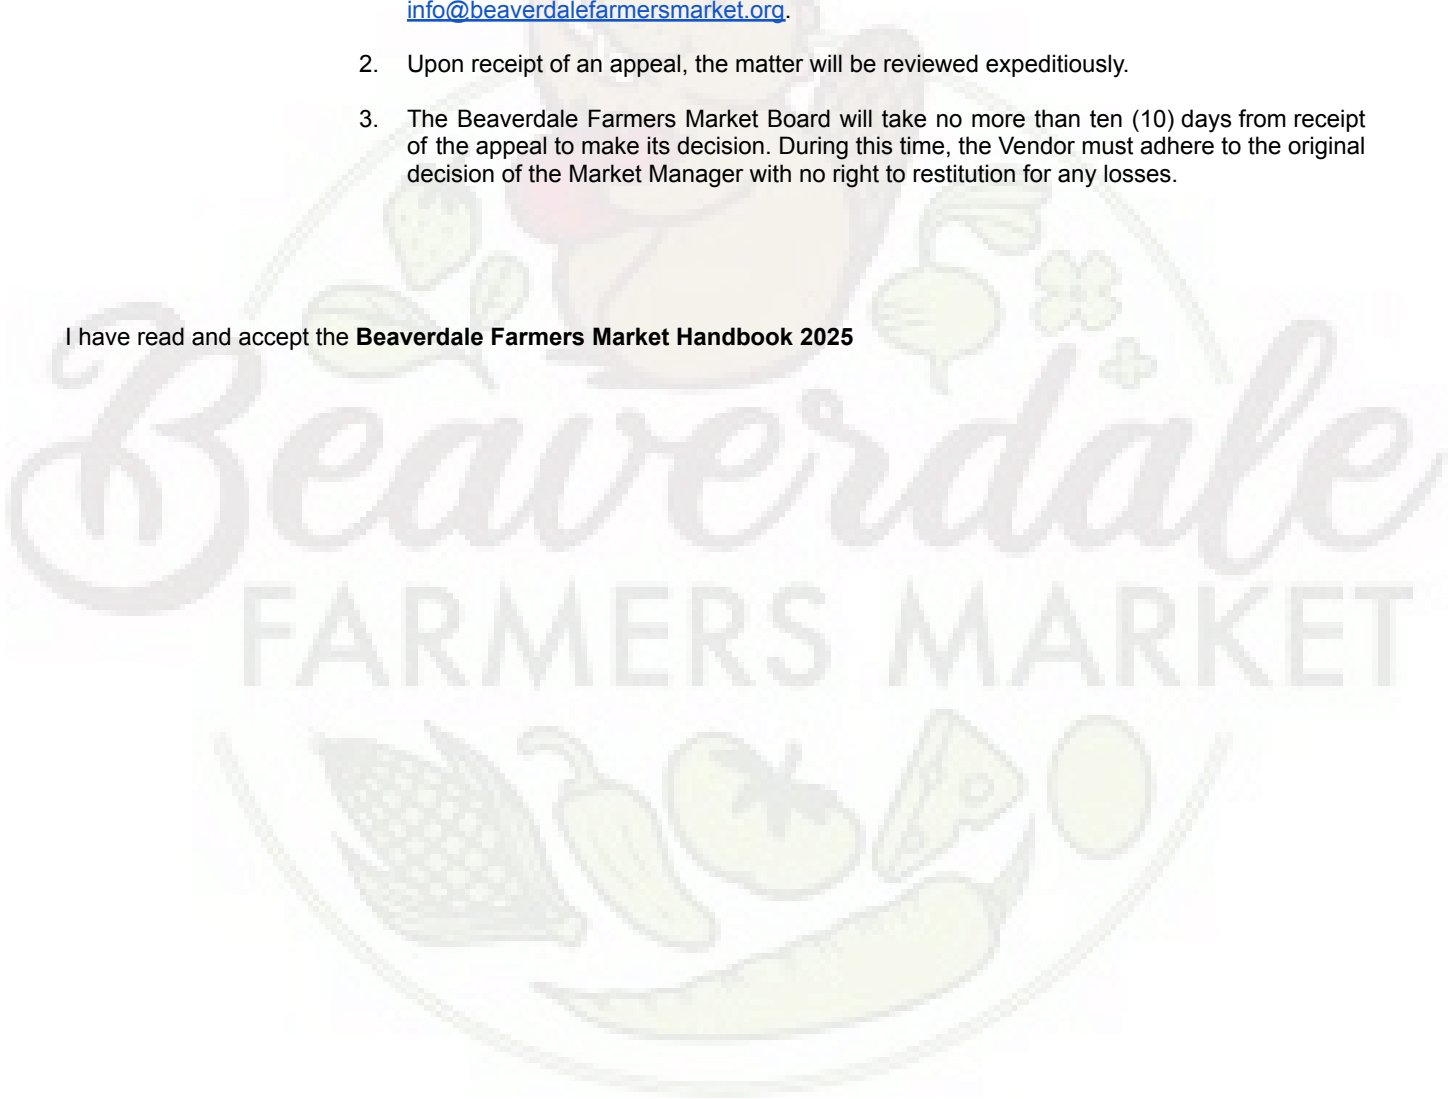 info@beaverdalefarmersmarket.org.
2. Upon receipt of an appeal, the matter will be reviewed expeditiously.
3. The Beaverdale Farmers Market Board will take no more than ten (10) days from receipt
of the appeal to make its decision. During this time, the Vendor must adhere to the original
decision of the Market Manager with no right to restitution for any losses.
I have read and accept the Beaverdale Farmers Market Handbook 2025
Beaverdale
FARMERS MARKET